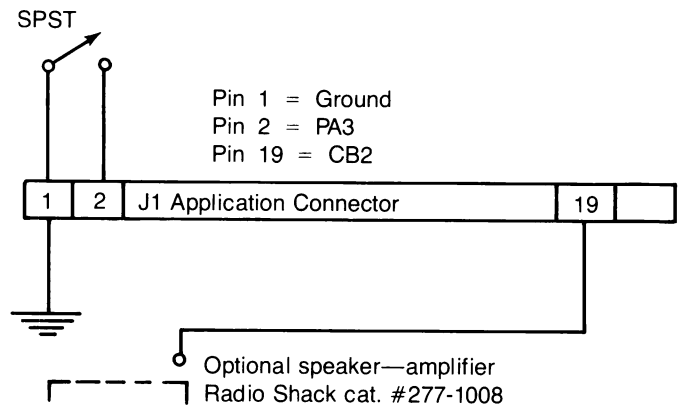 SPST
Pin 1 = Ground
Pin 2 = PA3
Pin 19 = CB2
1 2 J1 Application Connector 19
Optional speaker—amplifier
Radio Shack cat. #277-1008